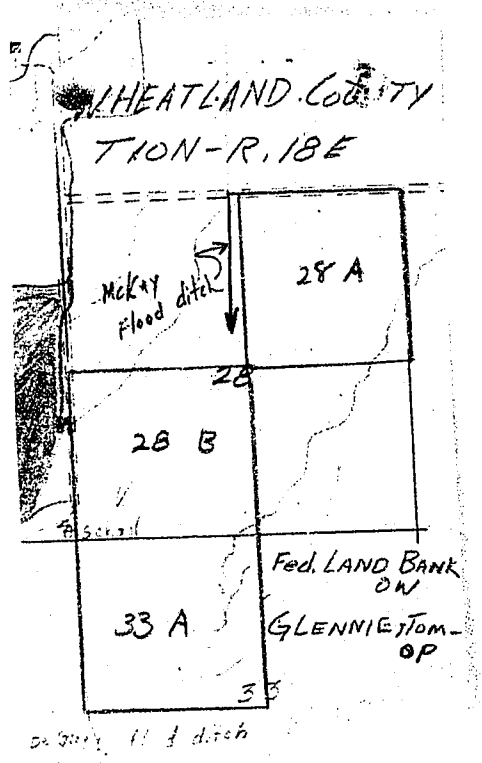 WHEATLAND COUNTY
T10N-R.18E
28 A
McKay
Flood ditch
28
28 B
Fed. LAND BANK
OW
33 A
GLENNIE, TOM-
OP
33
ditch